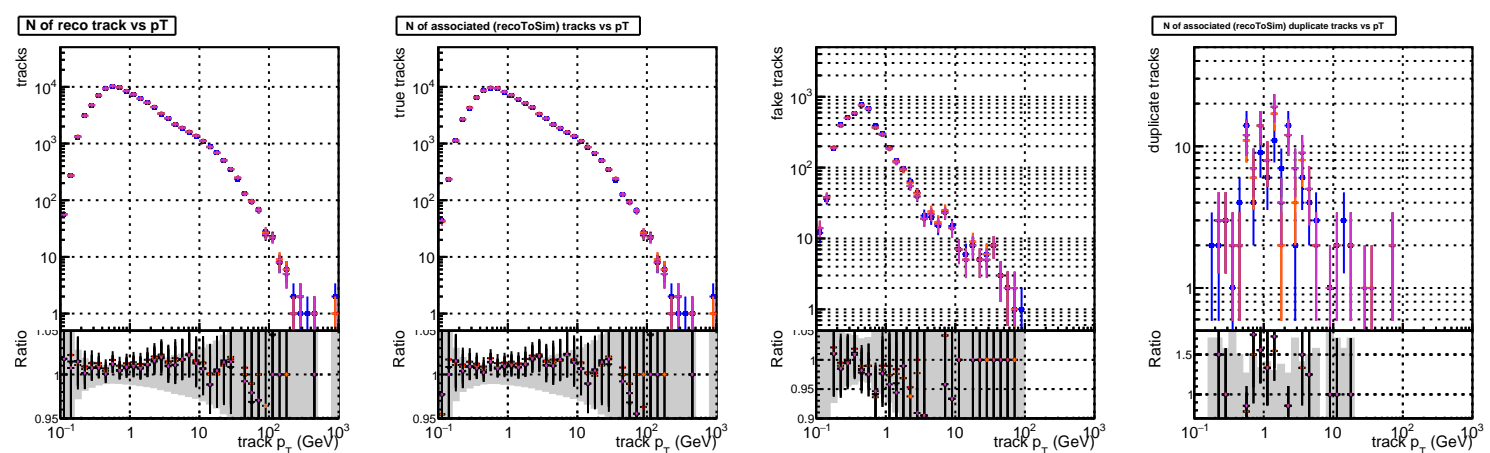 N of reco track vs pT
tracks
10^4
10^3
10^2
10
1
Ratio
1.05
1
0.95
10^-1 1 10 10^2 10^3
track p_T (GeV)
N of associated (recoToSim) tracks vs pT
true tracks
10^4
10^3
10^2
10
1
Ratio
1.05
1
0.95
10^-1 1 10 10^2 10^3
track p_T (GeV)
fake tracks
10^3
10^2
10
1
Ratio
1.05
1
0.95
0.9
10^-1 1 10 10^2 10^3
track p_T (GeV)
N of associated (recoToSim) duplicate tracks vs pT
duplicate tracks
10
1
Ratio
1.5
1
10^-1 1 10 10^2 10^3
track p_T (GeV)